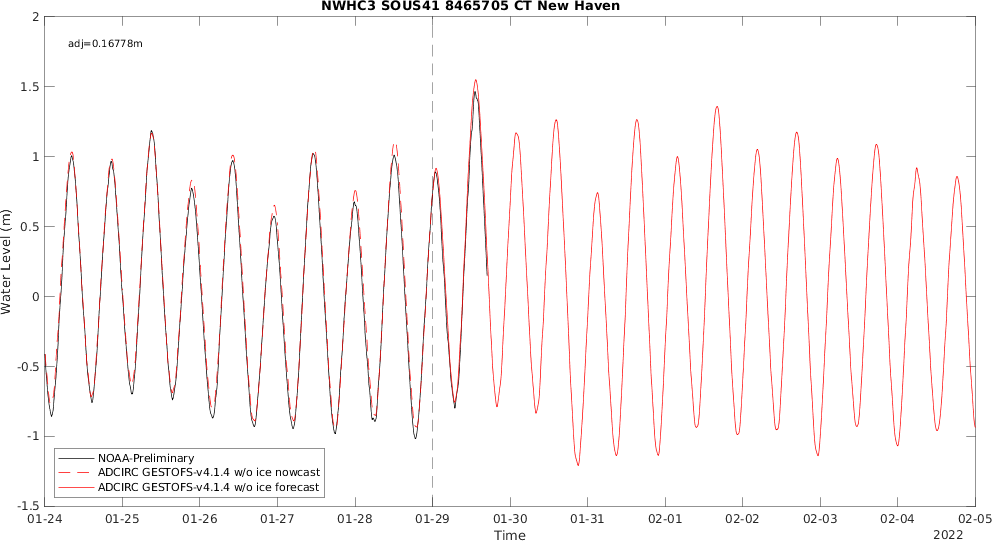 NWHC3 SOUS41 8465705 CT New Haven
2
adj=0.16778m
1.5
1
0.5
0
-0.5
-1
-1.5
Water Level (m)
NOAA-Preliminary
ADCIRC GESTOFS-v4.1.4 w/o ice nowcast
ADCIRC GESTOFS-v4.1.4 w/o ice forecast
01-24 01-25 01-26 01-27 01-28 01-29 01-30 01-31 02-01 02-02 02-03 02-04 02-05
Time
2022